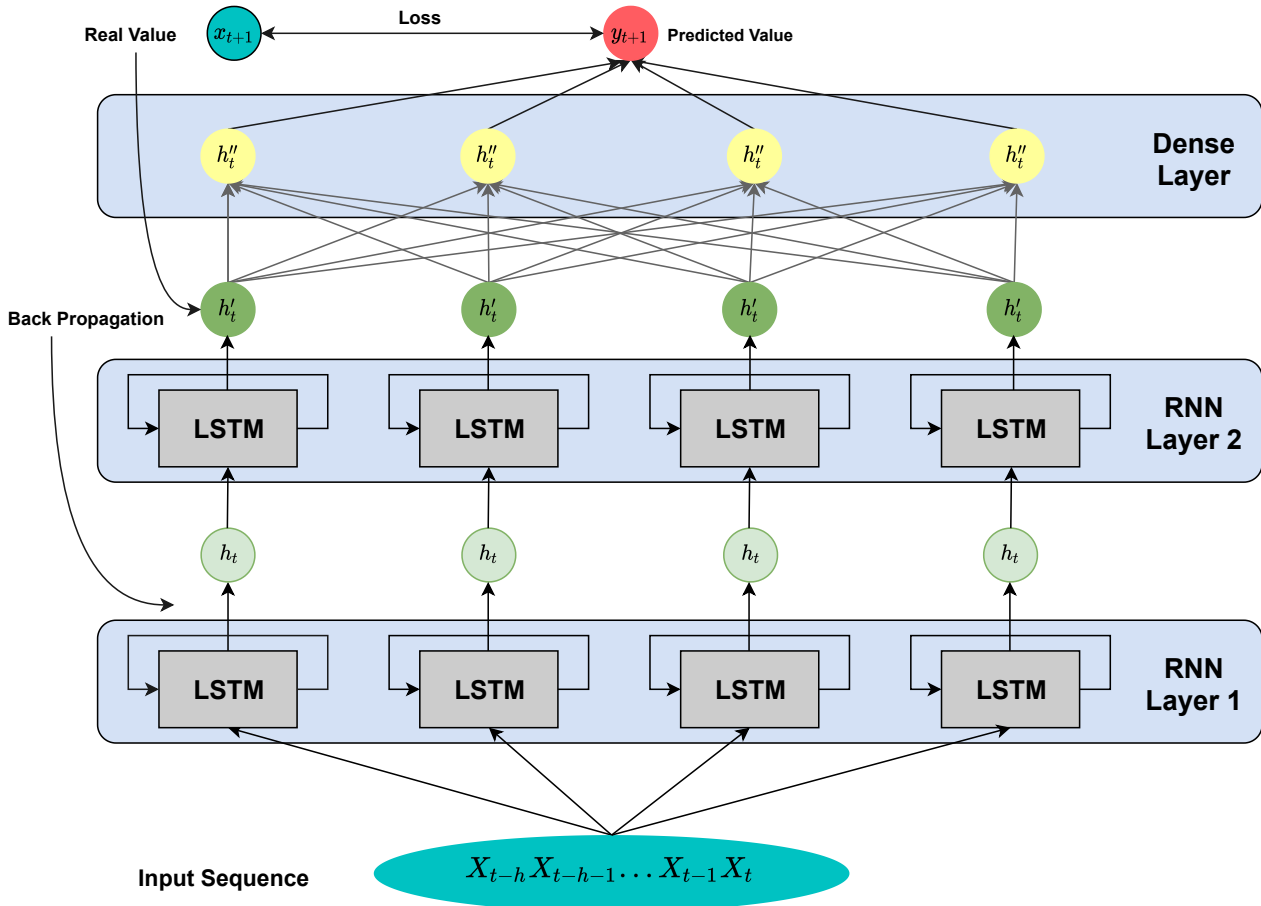 Loss
Real Value
x_{t+1}
y_{t+1}
Predicted Value
h''_t h''_t h''_t h''_t
Dense
Layer
h'_t h'_t h'_t h'_t
Back Propagation
LSTM LSTM LSTM LSTM
RNN
Layer 2
h_t h_t h_t h_t
LSTM LSTM LSTM LSTM
RNN
Layer 1
X_{t-h} X_{t-h-1} ... X_{t-1} X_t
Input Sequence